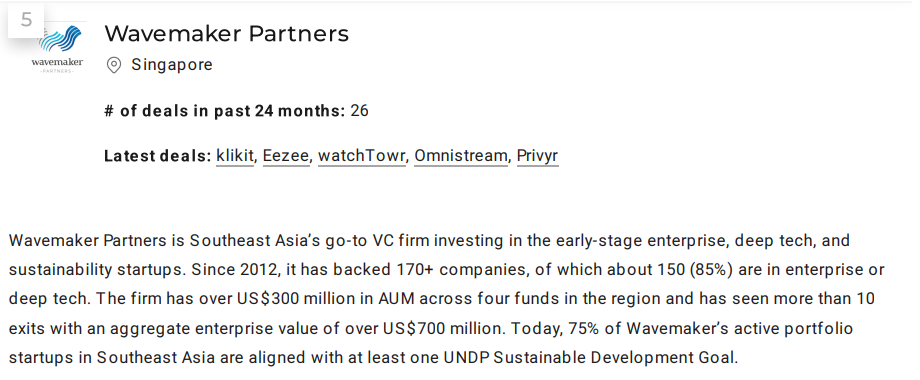 5
Wavemaker Partners
wavemaker
-PARTNERS-
Singapore
# of deals in past 24 months: 26
Latest deals: klikit, Eezee, watchTowr, Omnistream, Privyr
Wavemaker Partners is Southeast Asia’s go-to VC firm investing in the early-stage enterprise, deep tech, and
sustainability startups. Since 2012, it has backed 170+ companies, of which about 150 (85%) are in enterprise or
deep tech. The firm has over US$300 million in AUM across four funds in the region and has seen more than 10
exits with an aggregate enterprise value of over US$700 million. Today, 75% of Wavemaker’s active portfolio
startups in Southeast Asia are aligned with at least one UNDP Sustainable Development Goal.